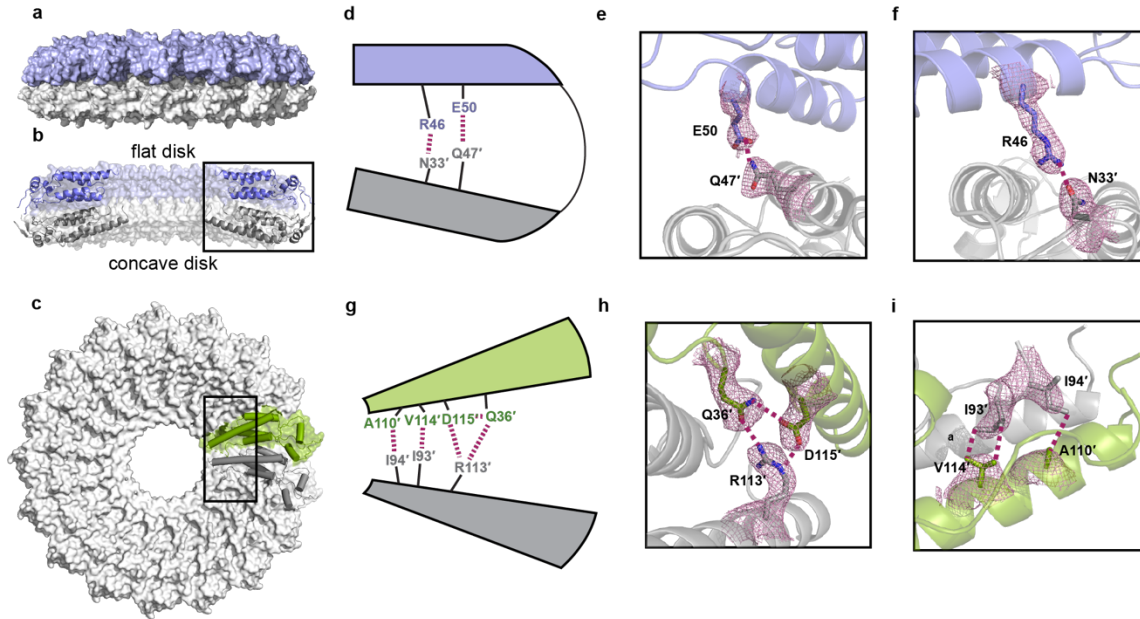 a
b
flat disk
concave disk
c
d
E50
R46
Q47′
N33′
e
E50
Q47′
f
R46
N33′
g
A110′ V114′ D115′ Q36′
I94′ I93′ R113′
h
Q36′
D115′
R113′
i
I94′
I93′
a
A110′
V114′